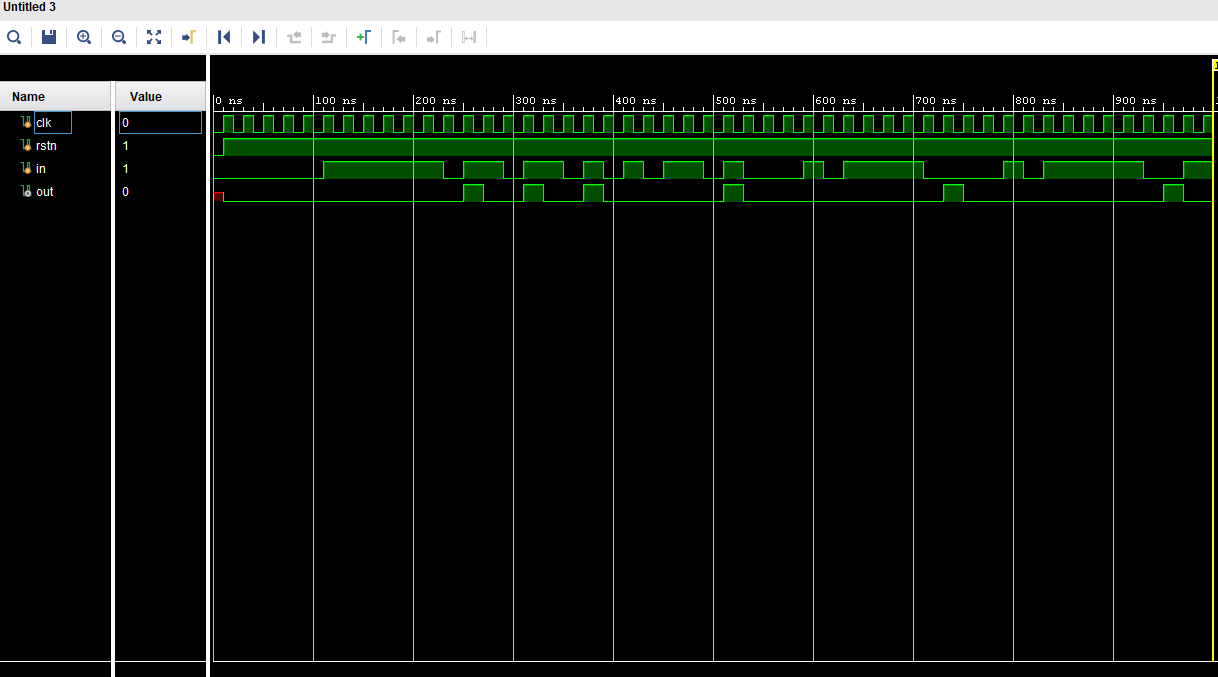 Untitled 3
Name Value
0 ns 100 ns 200 ns 300 ns 400 ns 500 ns 600 ns 700 ns 800 ns 900 ns
clk 0
rstn 1
in 1
out 0